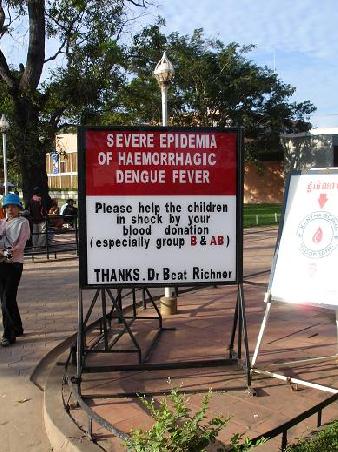 SEVERE EPIDEMIA
OF HAEMORRHAGIC
DENGUE FEVER
Please help the children
in shock by your
blood donation
(especially group B & AB)
THANKS. Dr Beat Richner